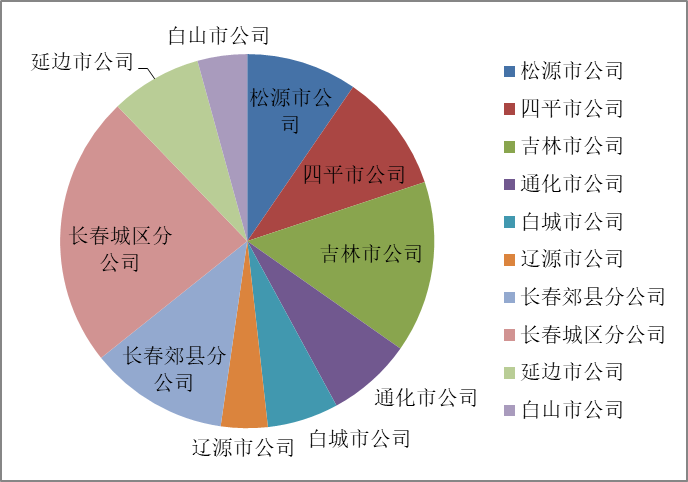 白山市公司
延边市公司
松源市公
司
四平市公司
吉林市公司
长春城区分
公司
长春郊县分
公司
通化市公司
白城市公司
辽源市公司
松源市公司
四平市公司
吉林市公司
通化市公司
白城市公司
辽源市公司
长春郊县分公司
长春城区分公司
延边市公司
白山市公司